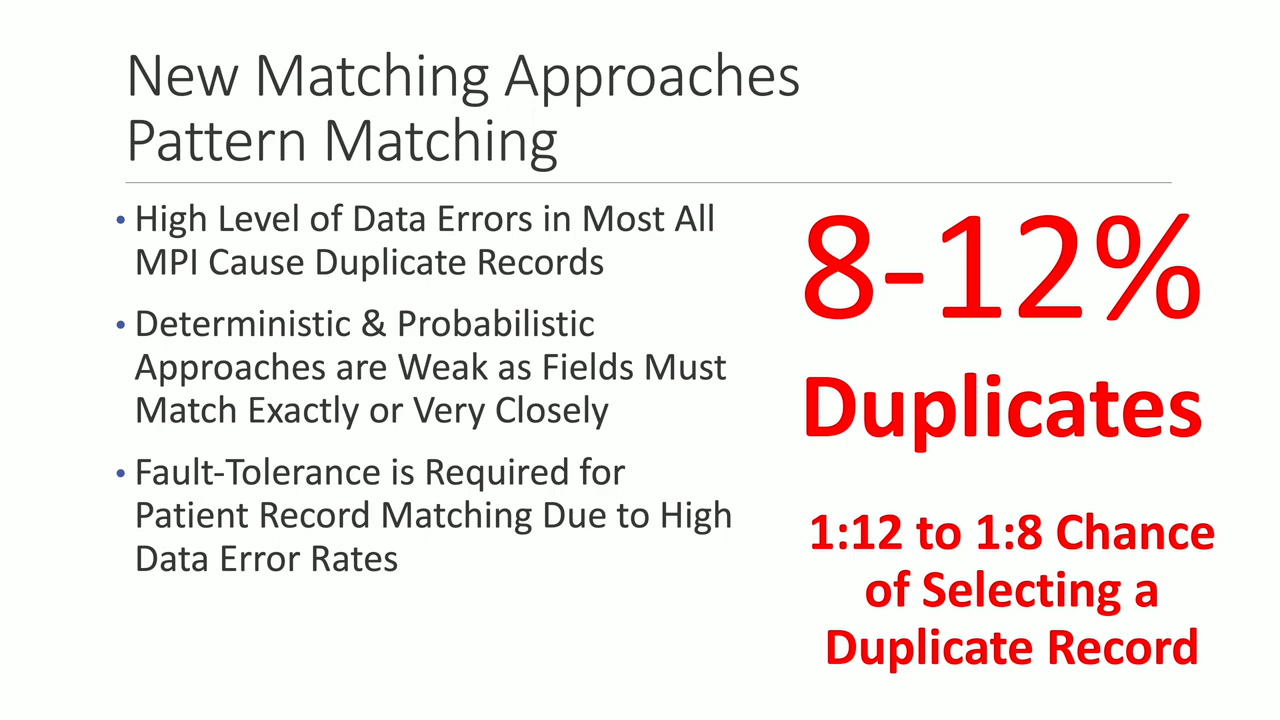 New Matching Approaches
Pattern Matching
• High Level of Data Errors in Most All
MPI Cause Duplicate Records
• Deterministic & Probabilistic
Approaches are Weak as Fields Must
Match Exactly or Very Closely
• Fault-Tolerance is Required for
Patient Record Matching Due to High
Data Error Rates
8-12%
Duplicates
1:12 to 1:8 Chance
of Selecting a
Duplicate Record